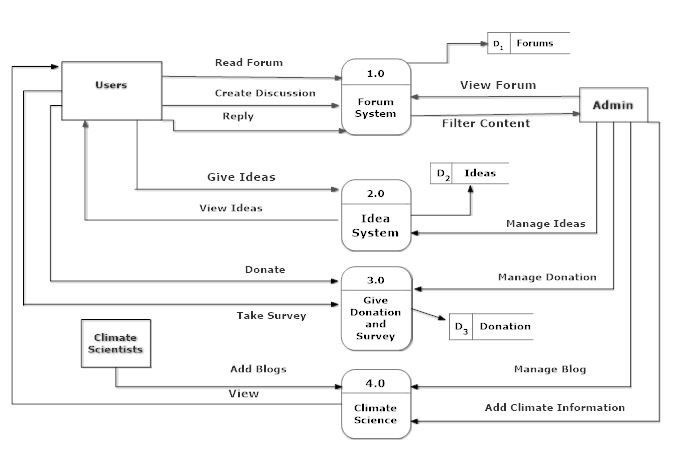 Read Forum
1.0
D1 Forums
Users
View Forum
Create Discussion
Forum
System
Admin
Reply
Filter Content
Give Ideas
D2 Ideas
2.0
View Ideas
Idea
System
Manage Ideas
Donate
3.0
Manage Donation
Give
Donation
and
Survey
Take Survey
D3 Donation
Climate
Scientists
Add Blogs
4.0
Manage Blog
View
Climate
Science
Add Climate Information